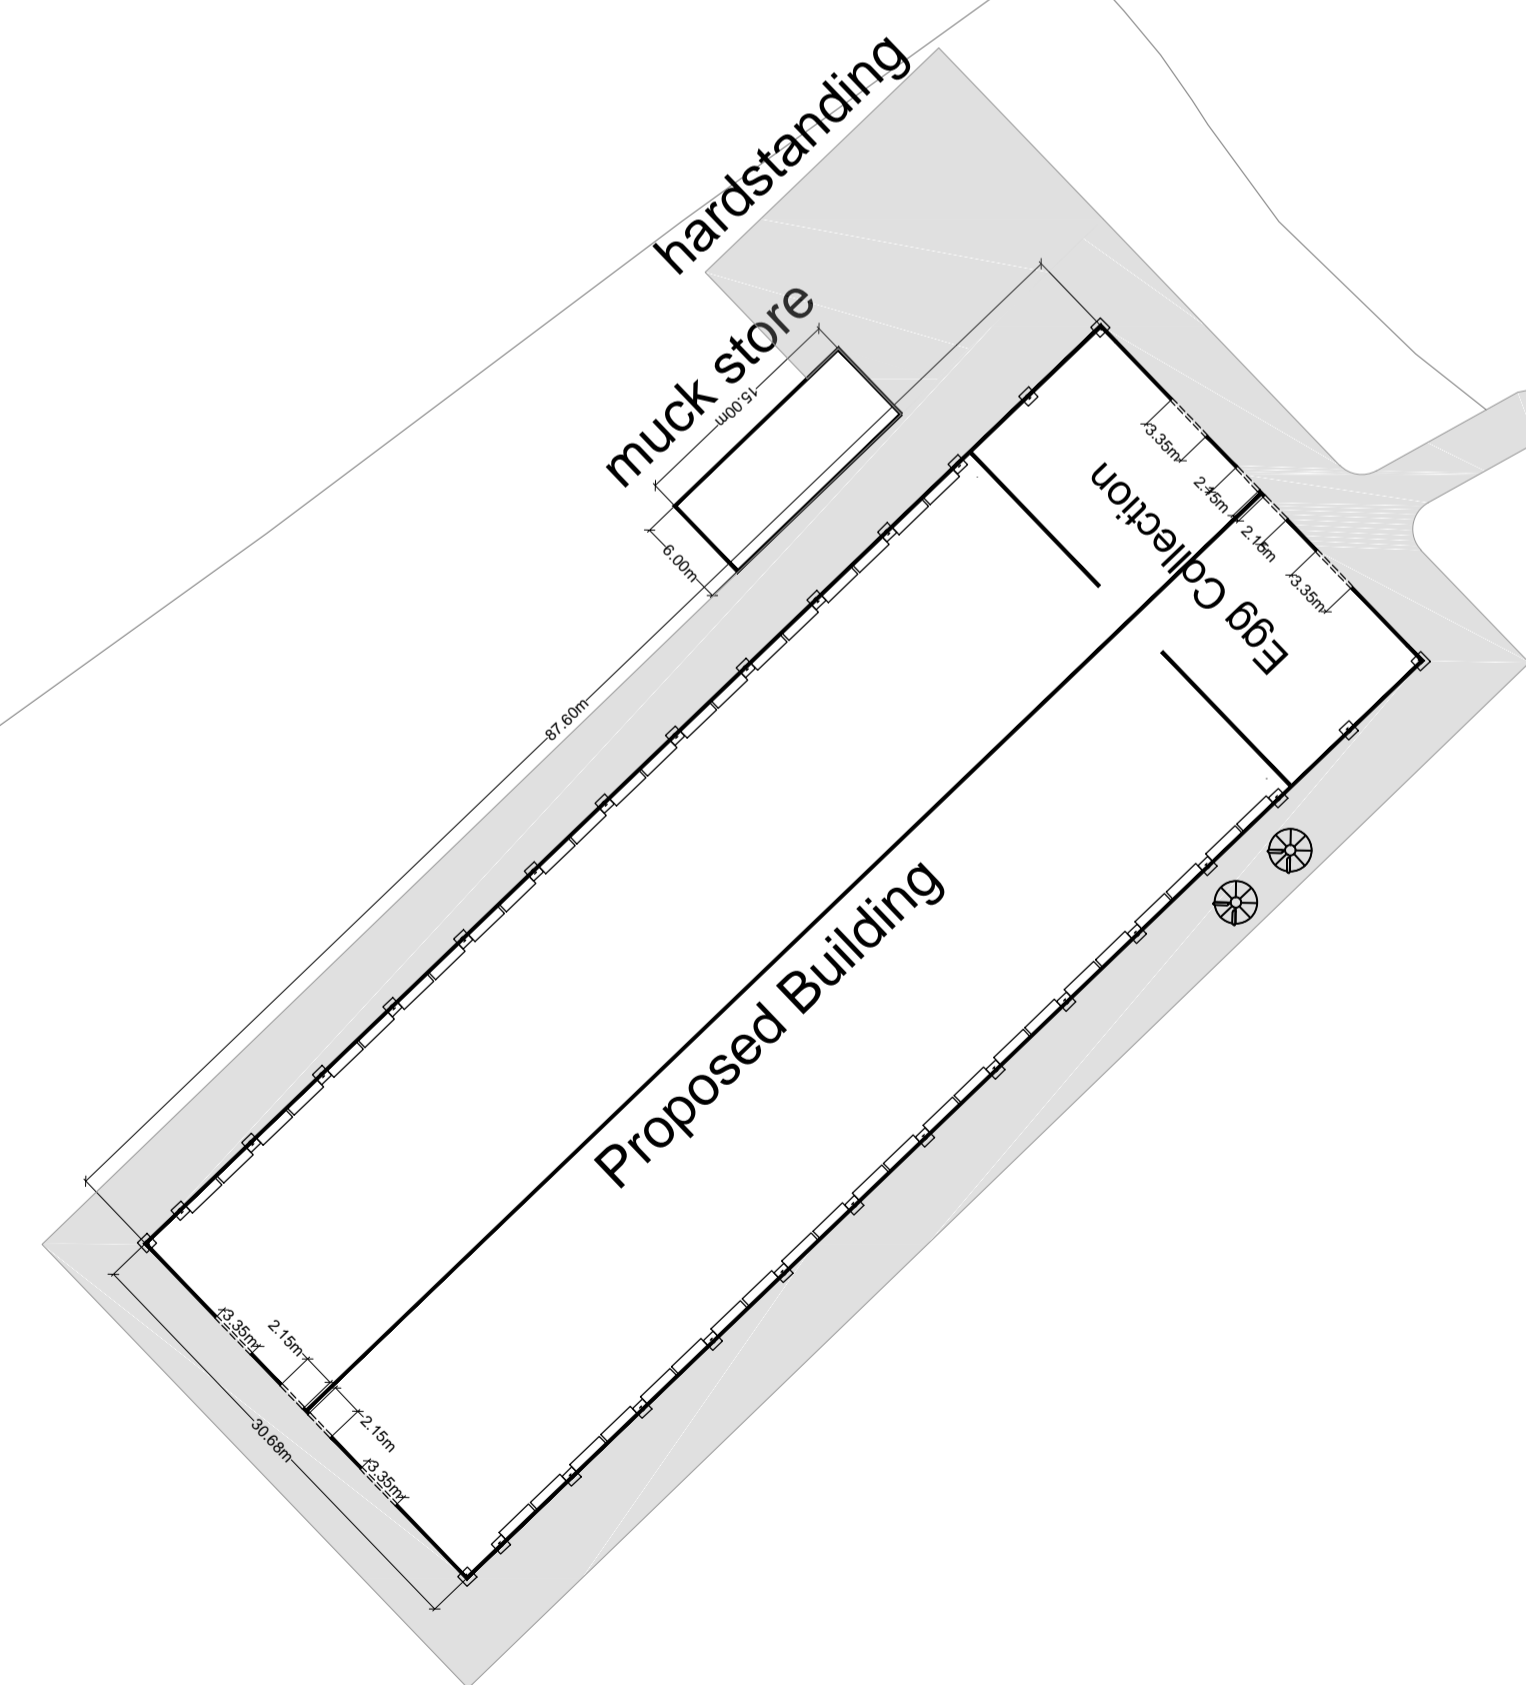 hardstanding
muck store
15.00m
6.00m
87.60m
3.35m
2.15m
2.15m
3.35m
Egg Collection
Proposed Building
3.35m
2.15m
2.15m
3.35m
30.68m